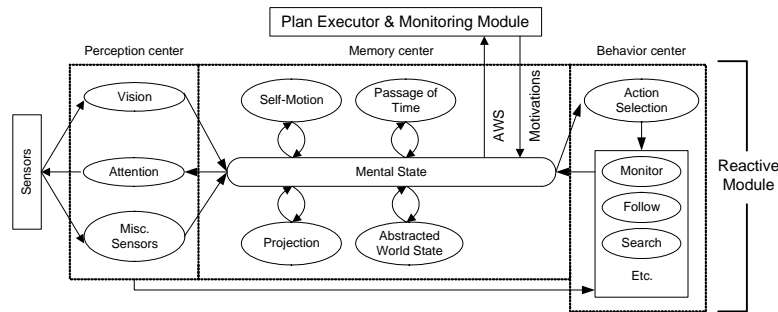 Plan Executor & Monitoring Module
Perception center
Memory center
Behavior center
Vision
Self-Motion
Passage of
Time
AWS
Motivations
Action
Selection
Sensors
Attention
Mental State
Monitor
Reactive
Module
Follow
Misc.
Sensors
Projection
Abstracted
World State
Search
Etc.